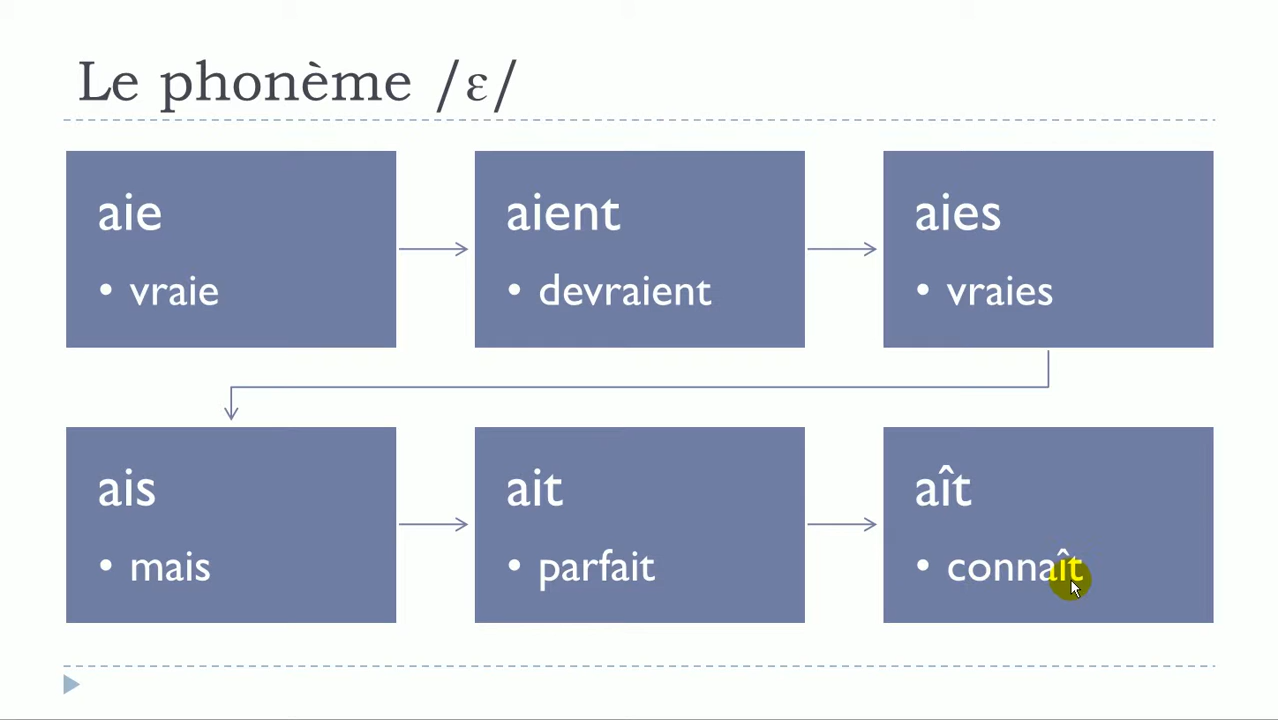 Le phonème /ε/
aie
• vraie
aient
• devraient
aies
• vraies
ais
• mais
ait
• parfait
aît
• connaît